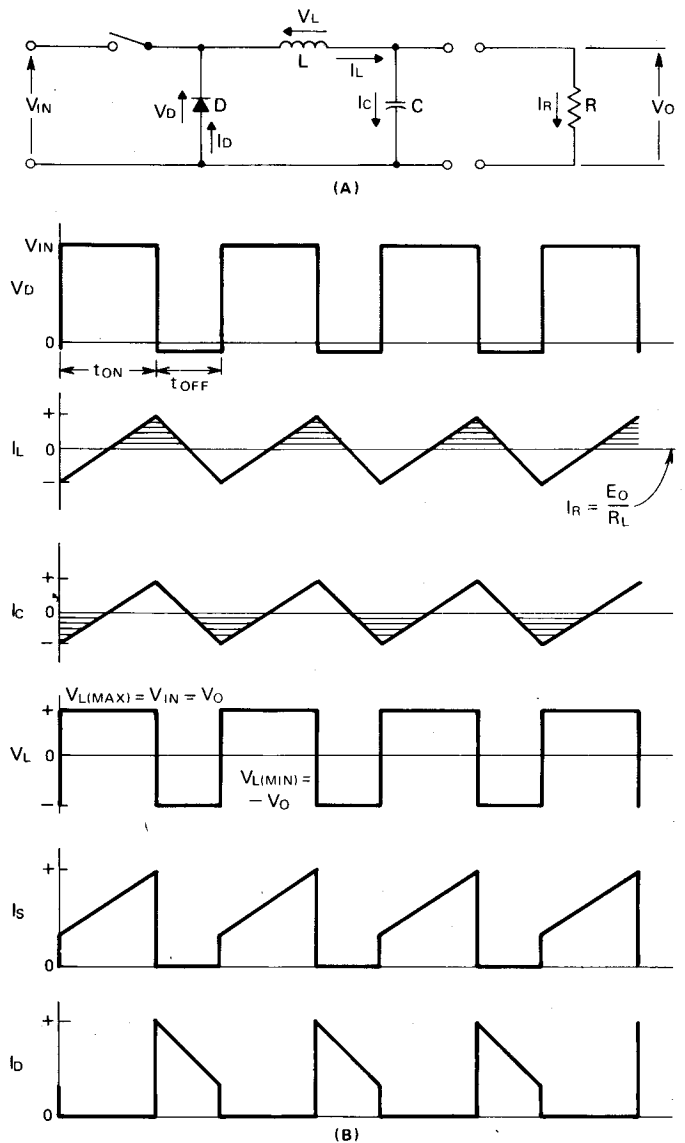 VL
L
IL
VIN
VD
D
ID
IC
C
IR
R
VO
(A)
VIN
VD
0
tON
tOFF
+
IL
0
−
IR = EO/RL
+
IC
0
−
VL(MAX) = VIN = VO
+
VL
0
−
VL(MIN) =
− VO
+
IS
0
+
ID
0
(B)